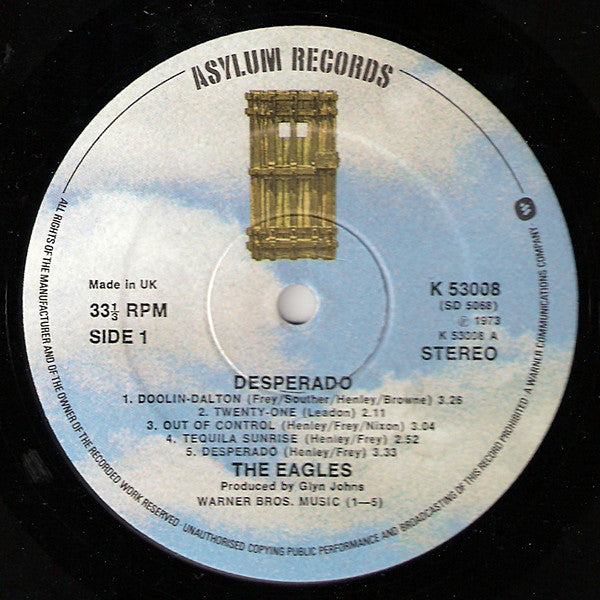 ASYLUM RECORDS
Made in UK
33⅓ RPM
SIDE 1
K 53008
(SD 5068)
℗ 1973
K 53008 A
STEREO
DESPERADO
1. DOOLIN-DALTON (Frey/Souther/Henley/Browne) 3.26
2. TWENTY-ONE (Leadon) 2.11
3. OUT OF CONTROL (Henley/Frey/Nixon) 3.04
4. TEQUILA SUNRISE (Henley/Frey) 2.52
5. DESPERADO (Henley/Frey) 3.33
THE EAGLES
Produced by Glyn Johns
WARNER BROS. MUSIC (1—5)
ALL RIGHTS OF THE MANUFACTURER AND OF THE OWNER OF THE RECORDED WORK RESERVED. UNAUTHORISED COPYING PUBLIC PERFORMANCE AND BROADCASTING OF THIS RECORD PROHIBITED. A WARNER COMMUNICATIONS COMPANY